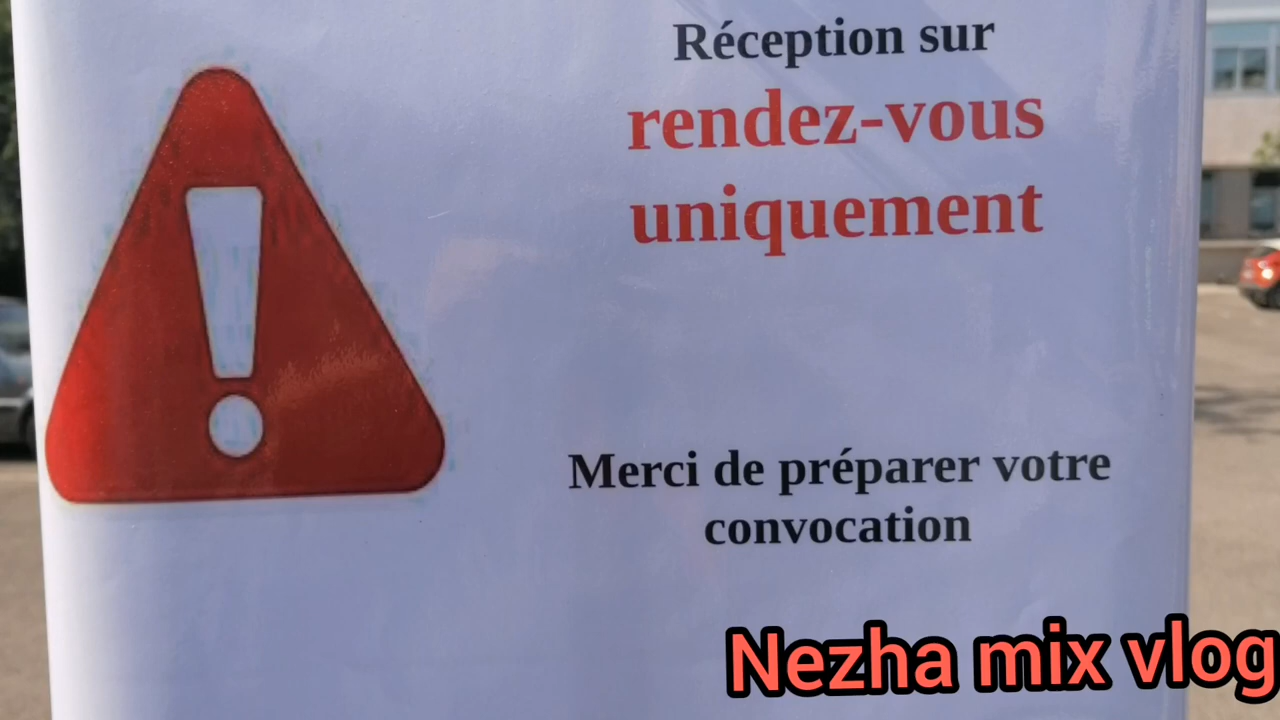 Réception sur
rendez-vous
uniquement
Merci de préparer votre
convocation
Nezha mix vlog